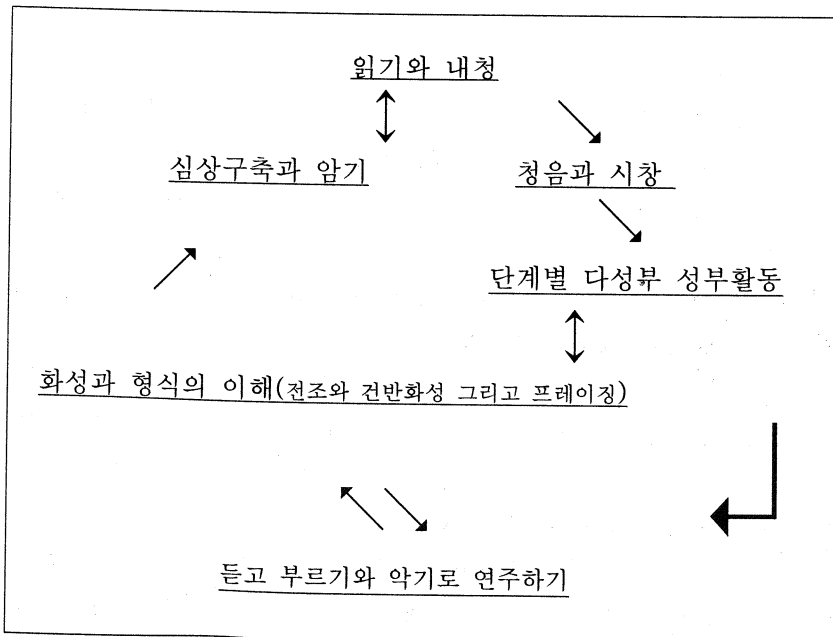 읽기와 내청
심상구축과 암기
청음과 시창
단계별 다성부 성부활동
화성과 형식의 이해(전조와 건반화성 그리고 프레이징)
듣고 부르기와 악기로 연주하기